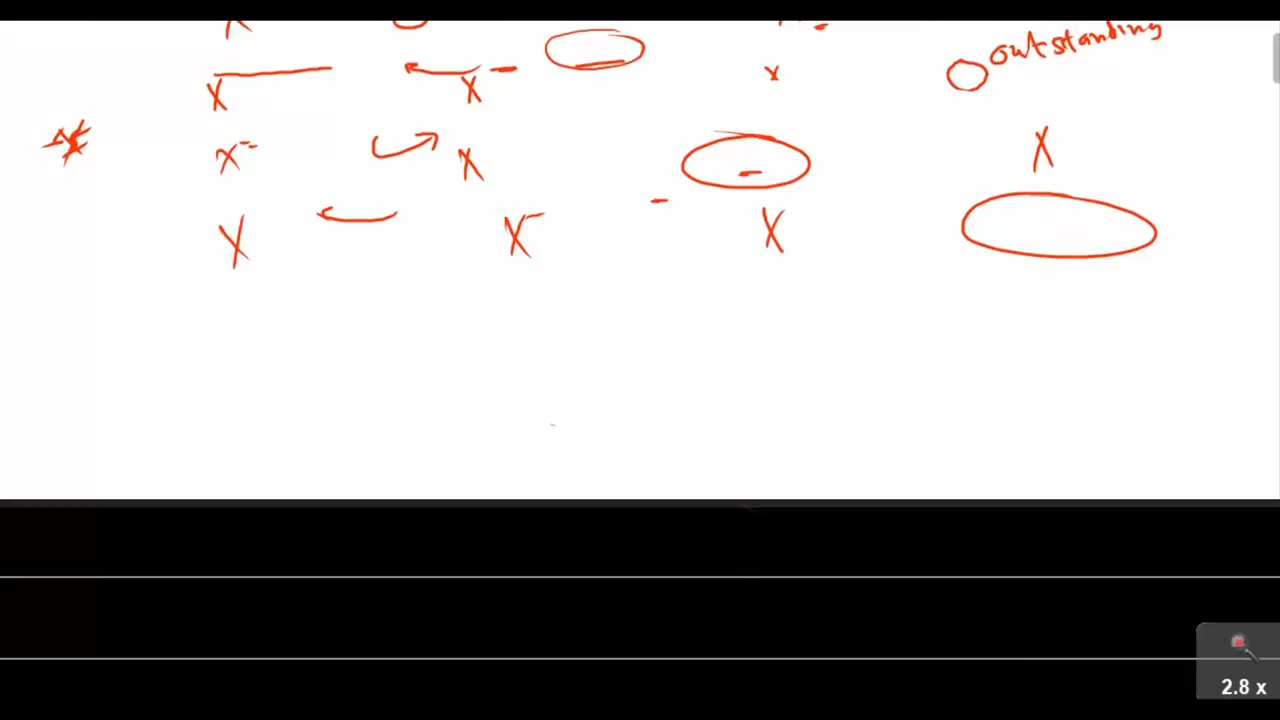 outstanding
x
X X
X- X X
X X- - X
2.8 x